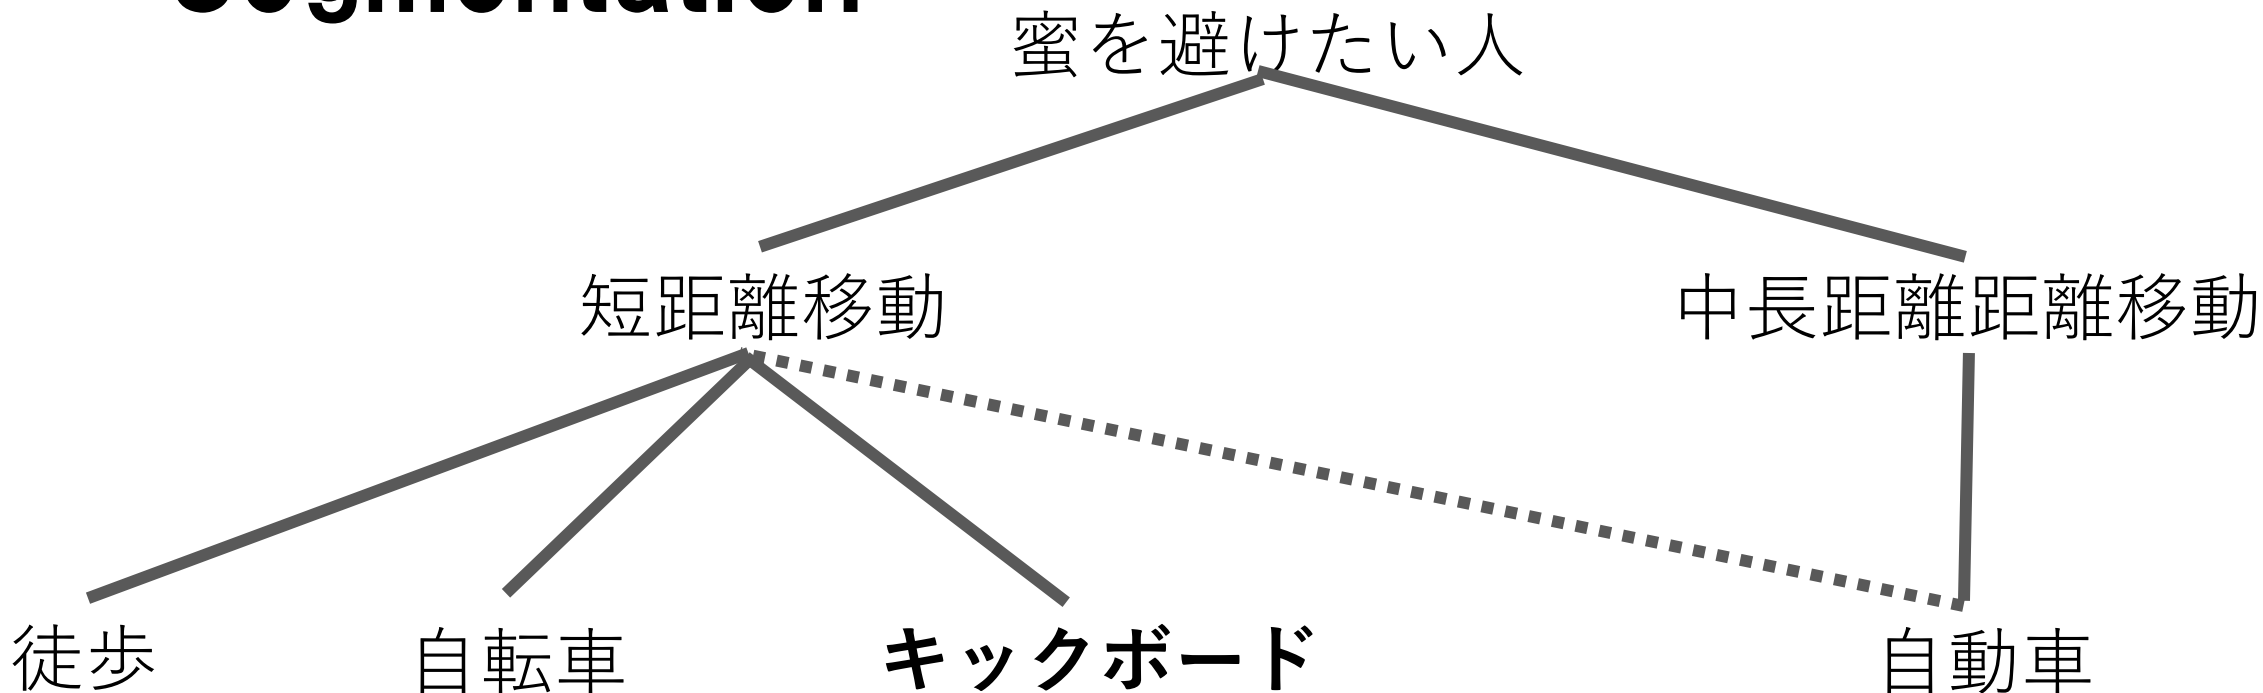 Segmentation
蜜を避けたい人
短距離移動
中長距離距離移動
徒歩
自転車
キックボード
自動車